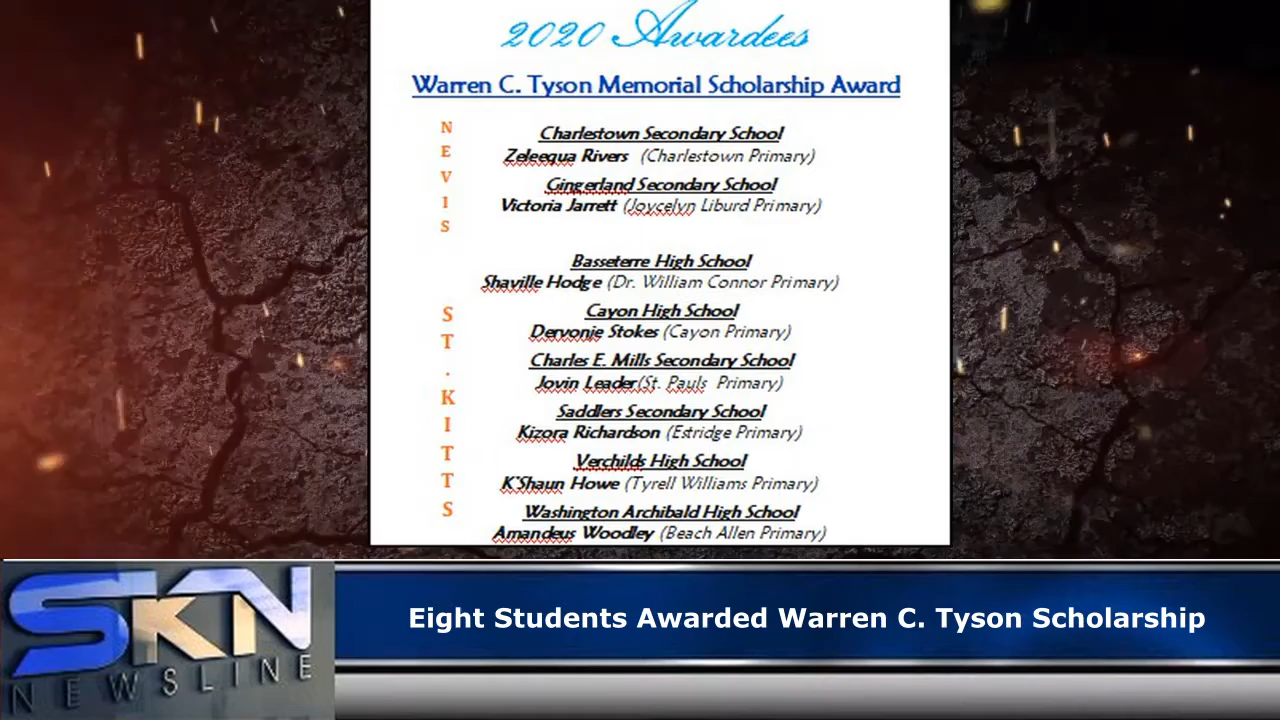 2020 Awardees
Warren C. Tyson Memorial Scholarship Award
NEVIS
Charlestown Secondary School
Zeleequa Rivers (Charlestown Primary)
Gingerland Secondary School
Victoria Jarrett (Joycelyn Liburd Primary)
ST.KITTS
Basseterre High School
Shaville Hodge (Dr. William Connor Primary)
Cayon High School
Dervonje Stokes (Cayon Primary)
Charles E. Mills Secondary School
Jovin Leader(St. Pauls Primary)
Saddlers Secondary School
Kizora Richardson (Estridge Primary)
Verchilds High School
K'Shaun Howe (Tyrell Williams Primary)
Washington Archibald High School
Amandeus Woodley (Beach Allen Primary)
SKN
NEWSLINE
Eight Students Awarded Warren C. Tyson Scholarship